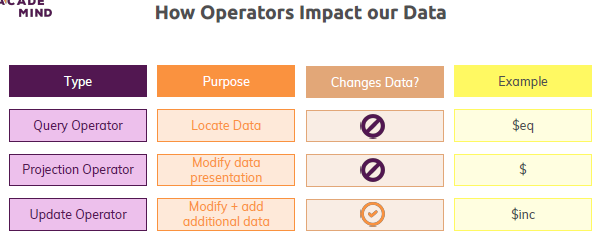 ACADE
MIND
How Operators Impact our Data
Type Purpose Changes Data? Example
Query Operator Locate Data $eq
Projection Operator Modify data presentation $
Update Operator Modify + add additional data $inc